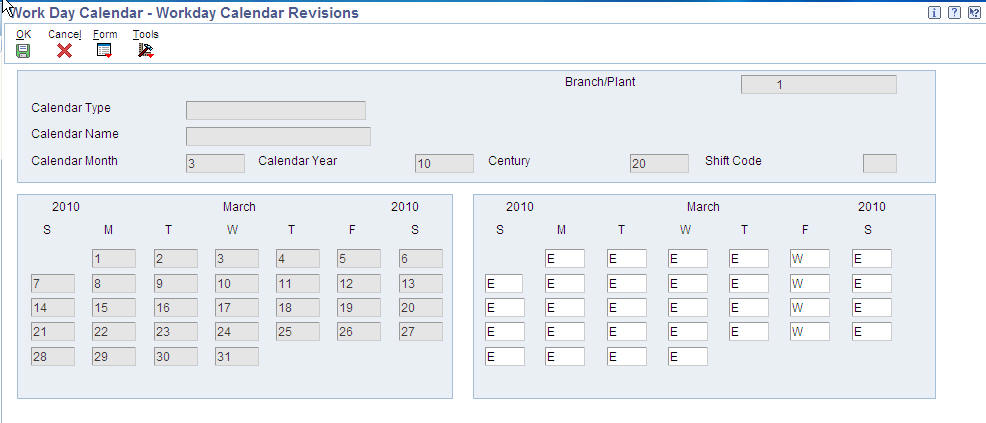 Work Day Calendar - Workday Calendar Revisions
OK Cancel Form Tools
Branch/Plant 1
Calendar Type
Calendar Name
Calendar Month 3 Calendar Year 10 Century 20 Shift Code
2010 March 2010
S M T W T F S
1 2 3 4 5 6
7 8 9 10 11 12 13
14 15 16 17 18 19 20
21 22 23 24 25 26 27
28 29 30 31
2010 March 2010
S M T W T F S
E E E E W E
E E E E E W E
E E E E E W E
E E E E E W E
E E E E